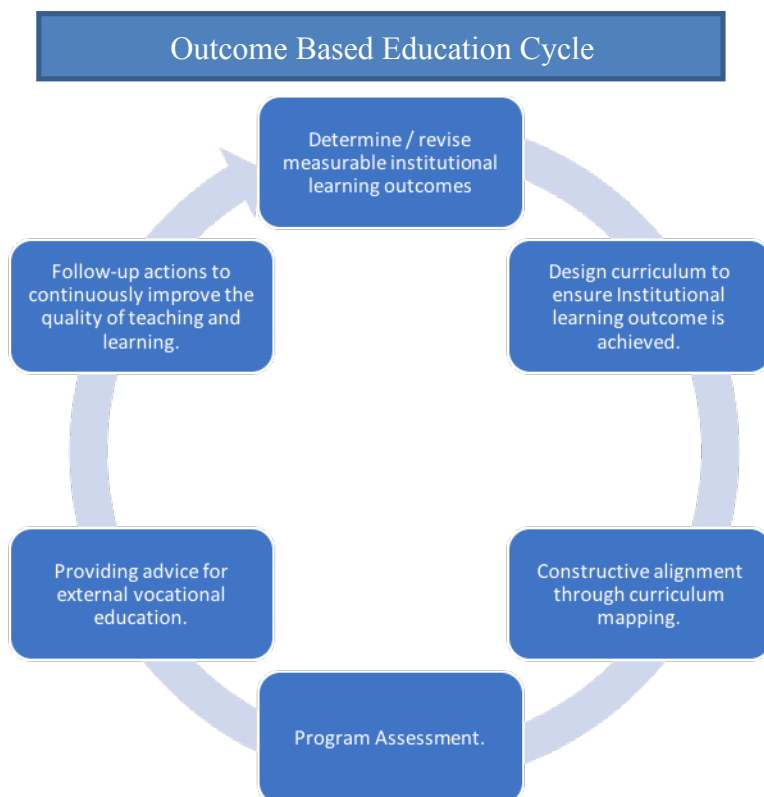 Outcome Based Education Cycle
Determine / revise
measurable institutional
learning outcomes
Design curriculum to
ensure Institutional
learning outcome is
achieved.
Constructive alignment
through curriculum
mapping.
Program Assessment.
Providing advice for
external vocational
education.
Follow-up actions to
continuously improve the
quality of teaching and
learning.